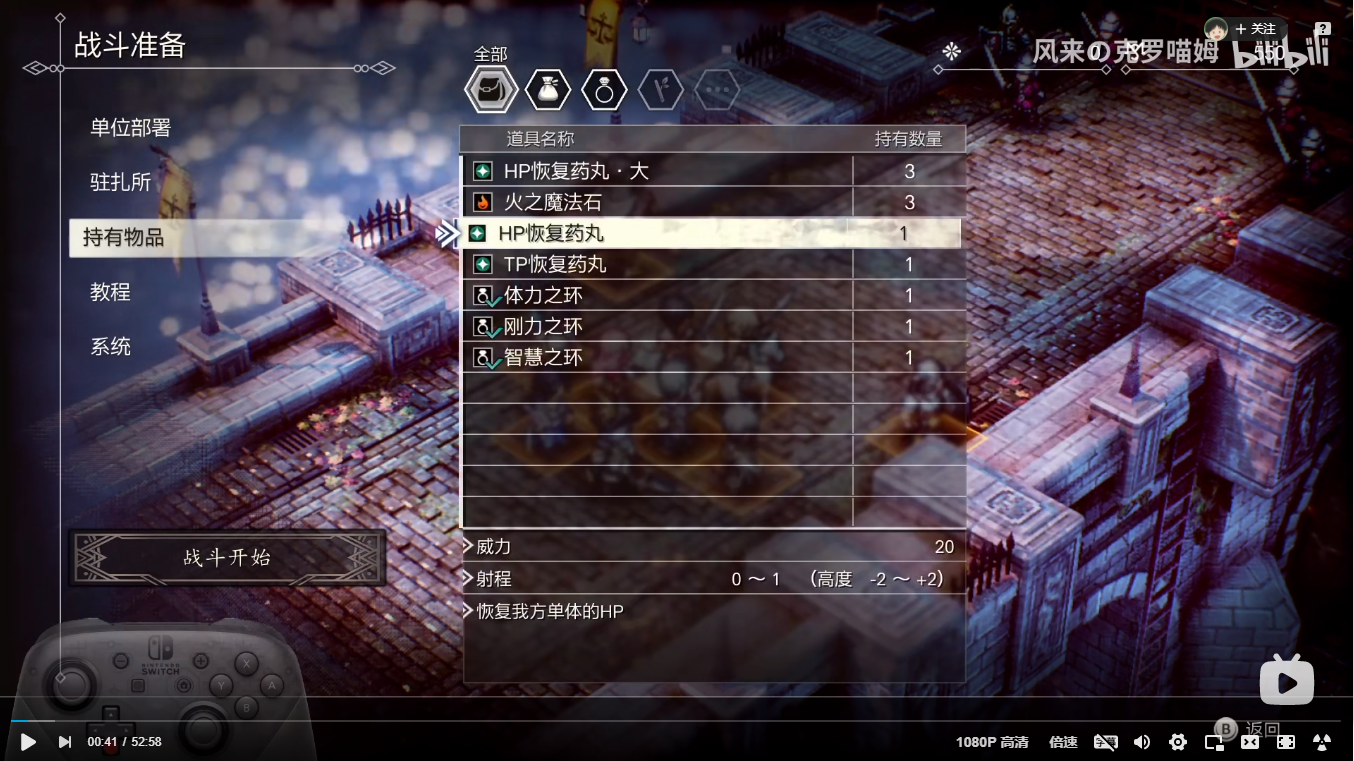 战斗准备
全部
+ 关注
?
风来の克罗喵姆
bilibili
0
550
单位部署
驻扎所
持有物品
教程
系统
道具名称 持有数量
HP恢复药丸・大 3
火之魔法石 3
HP恢复药丸 1
TP恢复药丸 1
体力之环 1
刚力之环 1
智慧之环 1
战斗开始
威力 20
射程 0 ～ 1 （高度 -2 ～ +2）
恢复我方单体的HP
NINTENDO
SWITCH
X
Y
A
B
B 返回
00:41 / 52:58
1080P 高清
倍速
字幕